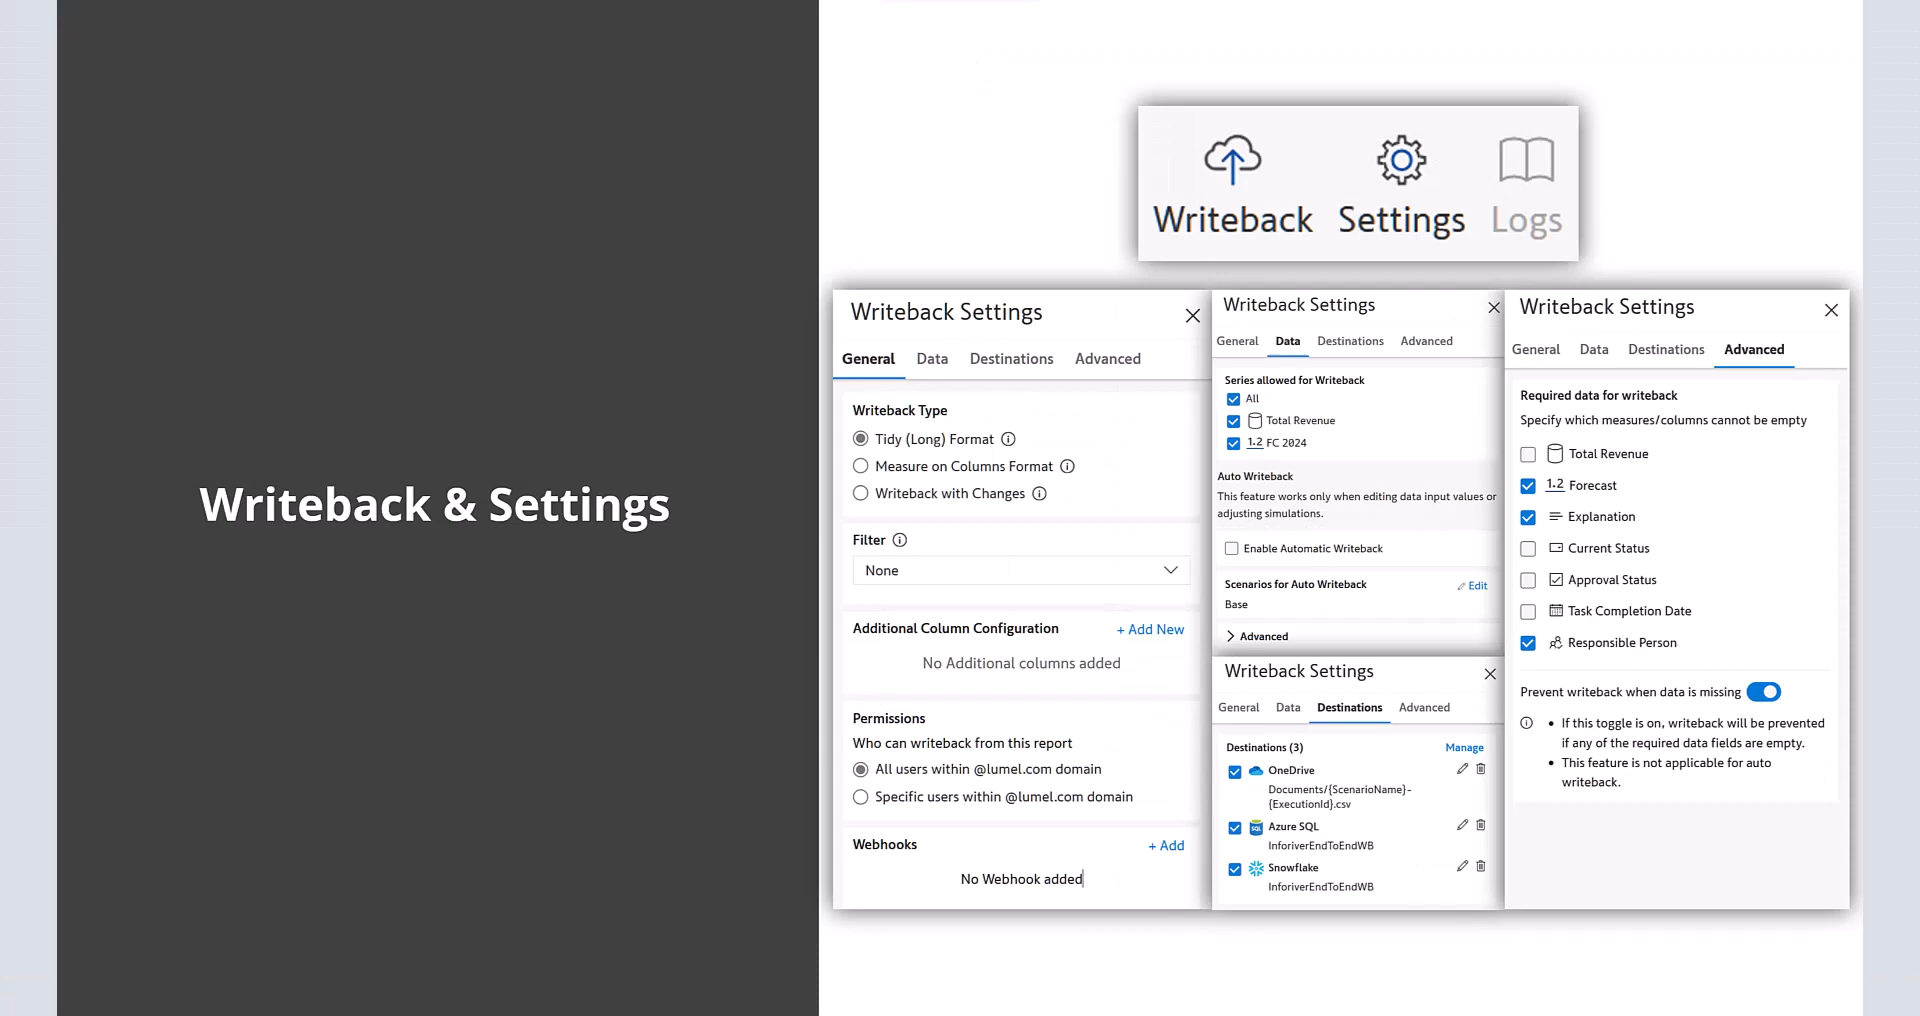 Writeback & Settings
Writeback Settings Logs
Writeback Settings
General Data Destinations Advanced
Writeback Type
Tidy (Long) Format
Measure on Columns Format
Writeback with Changes
Filter
None
Additional Column Configuration + Add New
No Additional columns added
Permissions
Who can writeback from this report
All users within @lumel.com domain
Specific users within @lumel.com domain
Webhooks + Add
No Webhook added
Writeback Settings
General Data Destinations Advanced
Series allowed for Writeback
All
Total Revenue
1.2 FC 2024
Auto Writeback
This feature works only when editing data input values or
adjusting simulations.
Enable Automatic Writeback
Scenarios for Auto Writeback Edit
Base
Advanced
Writeback Settings
General Data Destinations Advanced
Destinations (3) Manage
OneDrive
Documents/{ScenarioName}-
{ExecutionId}.csv
SQL Azure SQL
InforiverEndToEndWB
Snowflake
InforiverEndToEndWB
Writeback Settings
General Data Destinations Advanced
Required data for writeback
Specify which measures/columns cannot be empty
Total Revenue
1.2 Forecast
Explanation
Current Status
Approval Status
Task Completion Date
Responsible Person
Prevent writeback when data is missing
• If this toggle is on, writeback will be prevented
if any of the required data fields are empty.
• This feature is not applicable for auto
writeback.